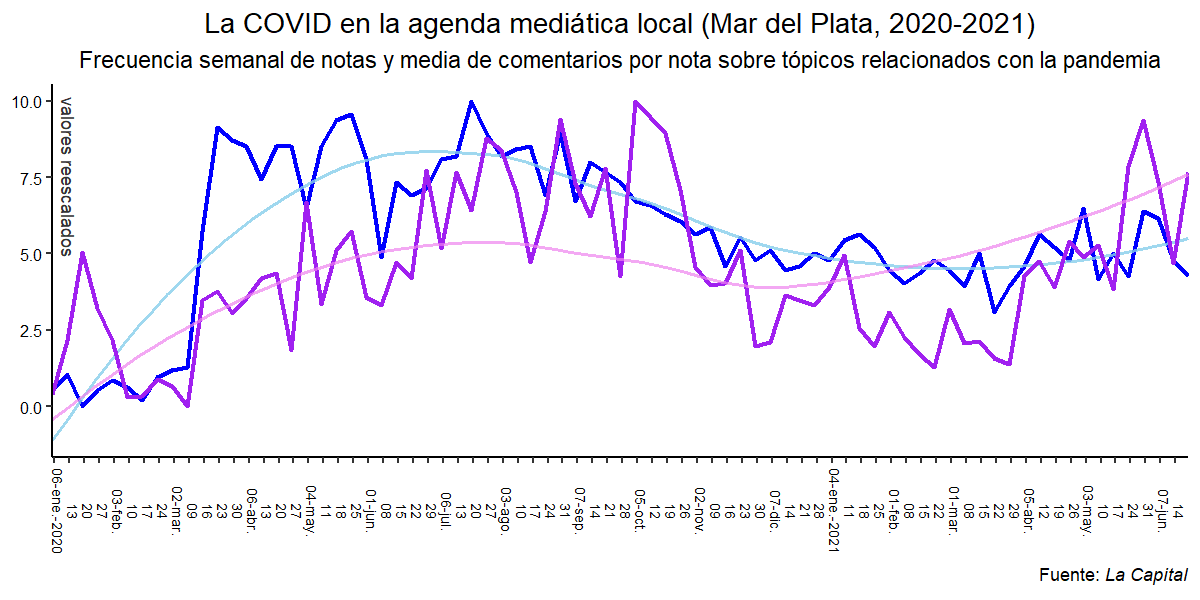 La COVID en la agenda mediática local (Mar del Plata, 2020-2021)
Frecuencia semanal de notas y media de comentarios por nota sobre tópicos relacionados con la pandemia
valores reescalados
10.0
7.5
5.0
2.5
0.0
06-ene.-2020
13
20
27
03-feb.
10
17
24
02-mar.
09
16
23
30
06-abr.
13
20
27
04-may.
11
18
25
01-jun.
08
15
22
29
06-jul.
13
20
27
03-ago.
10
17
24
31
07-sep.
14
21
28
05-oct.
12
19
26
02-nov.
09
16
23
30
07-dic.
14
21
28
04-ene.-2021
11
18
25
01-feb.
08
15
22
01-mar.
08
15
22
29
05-abr.
12
19
26
03-may.
10
17
24
31
07-jun.
14
Fuente: La Capital